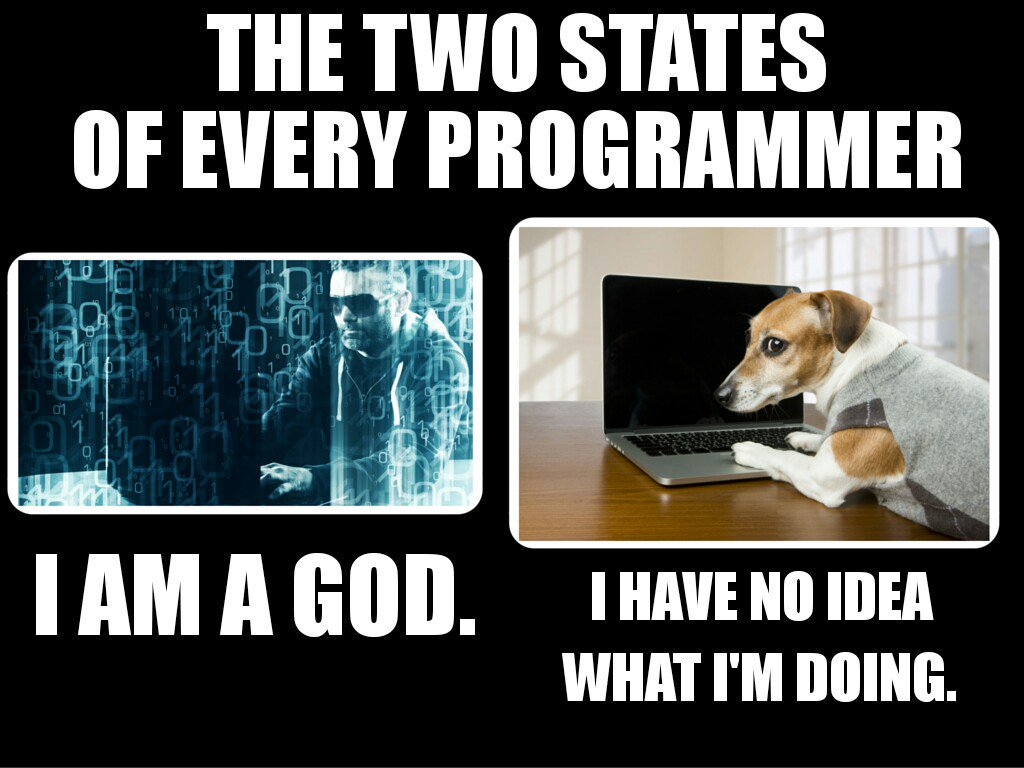 THE TWO STATES
OF EVERY PROGRAMMER
I AM A GOD.
I HAVE NO IDEA
WHAT I'M DOING.